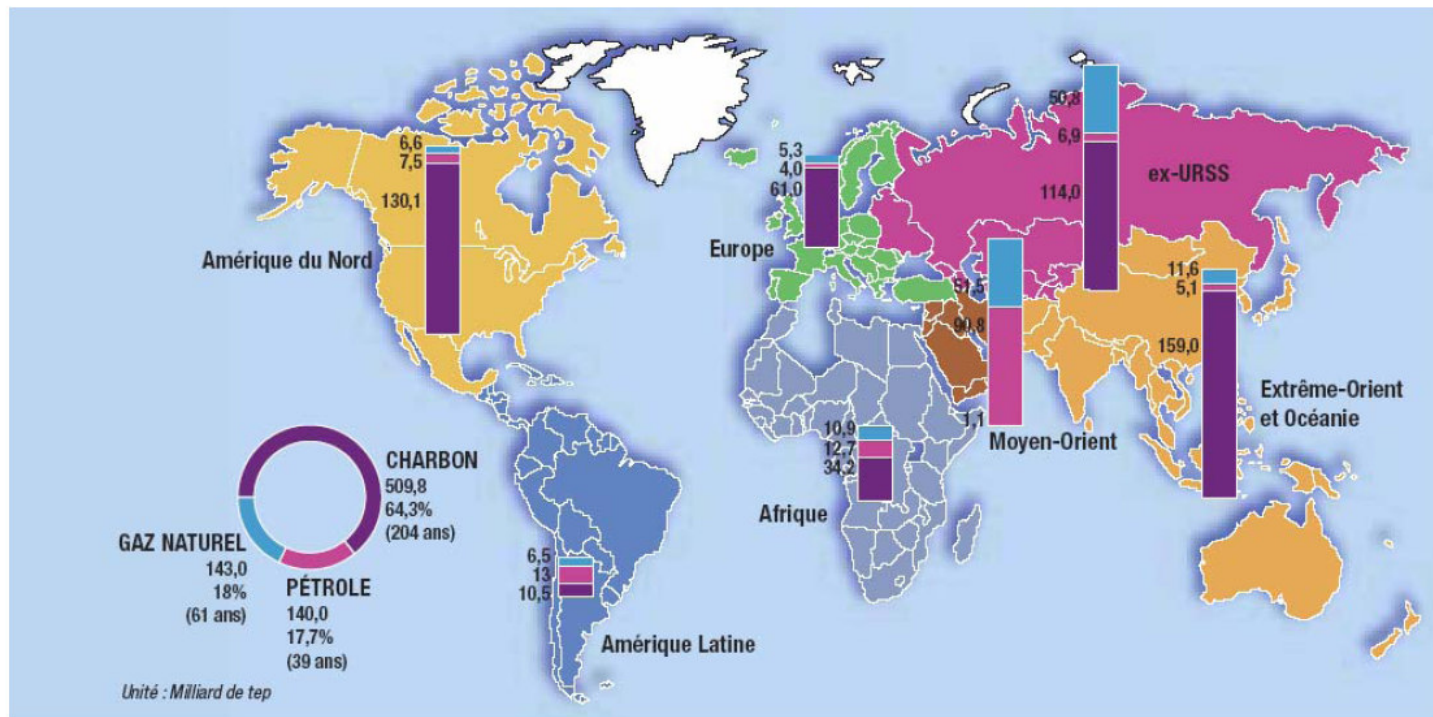 6,6
7,5
130,1
Amérique du Nord
5,3
4,0
61,0
Europe
50,8
6,9
114,0
ex-URSS
51,5
90,8
1,1
Moyen-Orient
11,6
5,1
159,0
Extrême-Orient
et Océanie
10,9
12,7
34,2
Afrique
6,5
13
10,5
Amérique Latine
CHARBON
509,8
64,3%
(204 ans)
GAZ NATUREL
143,0
18%
(61 ans)
PÉTROLE
140,0
17,7%
(39 ans)
Unité : Milliard de tep